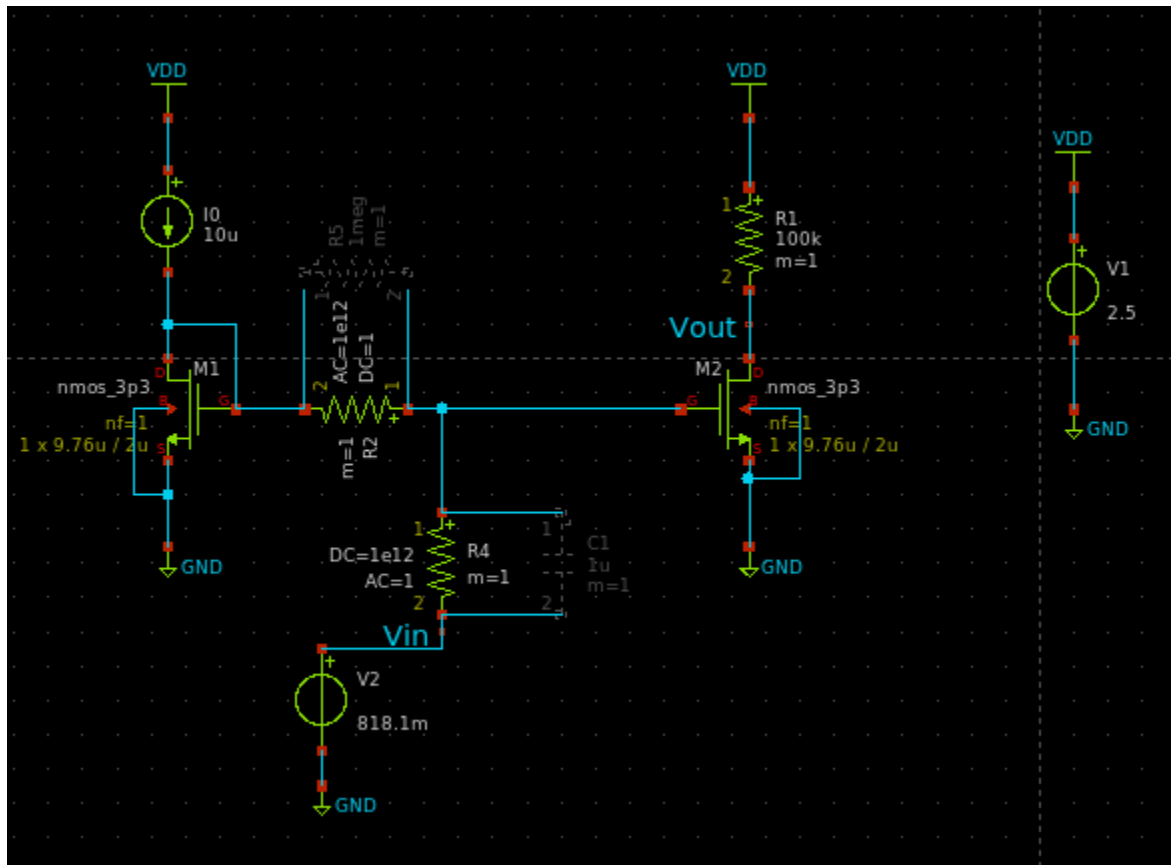 VDD
I0
10u
M1
D
B
G
S
nmos_3p3
nf=1
1 x 9.76u / 2u
GND
R5
1meg
m=1
1
2
AC=1e12
DC=1
2
1
+
m=1
R2
VDD
1
+
R1
100k
m=1
2
Vout
M2
D
G
B
S
nmos_3p3
nf=1
1 x 9.76u / 2u
GND
1
+
DC=1e12
AC=1
R4
m=1
2
1
C1
1u
m=1
2
Vin
+
V2
818.1m
GND
VDD
+
V1
2.5
GND